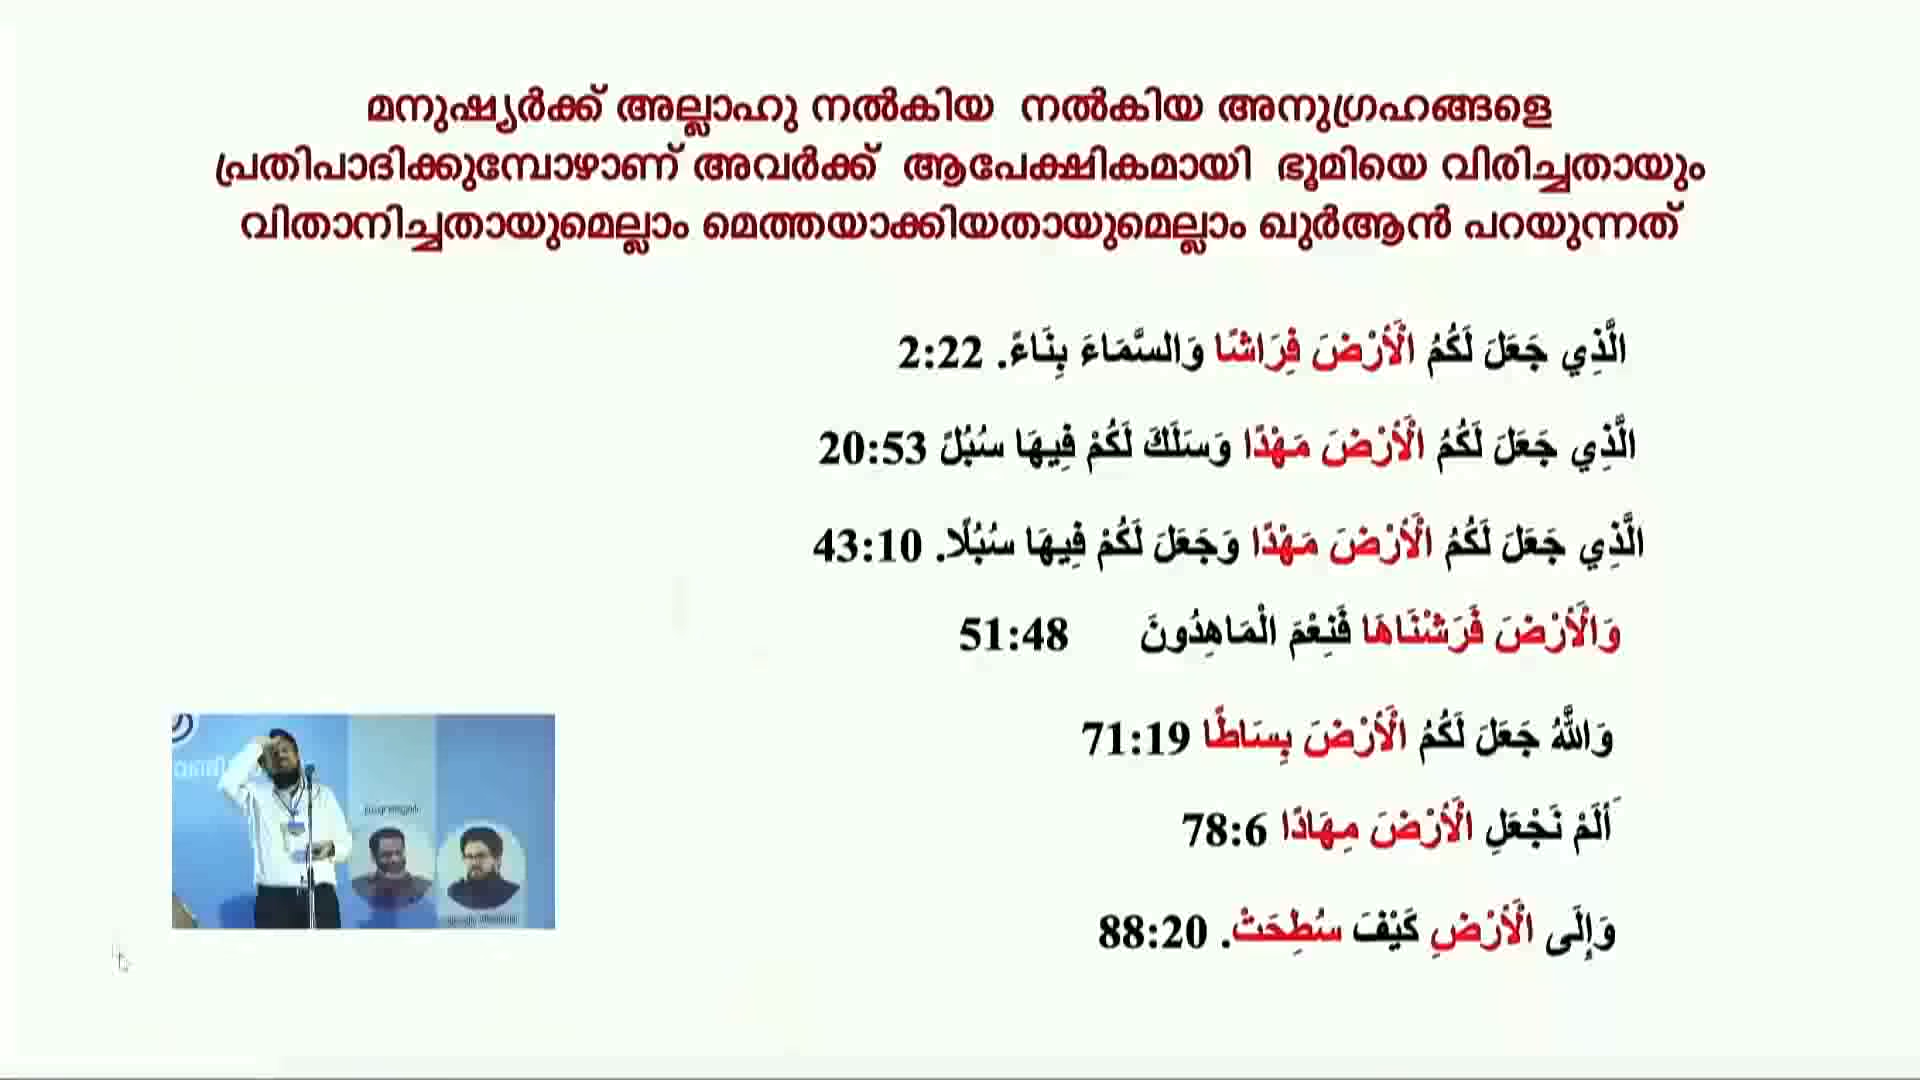 മനുഷ്യർക്ക് അല്ലാഹു നൽകിയ നൽകിയ അനുഗ്രഹങ്ങളെ
പ്രതിപാദിക്കുമ്പോഴാണ് അവർക്ക് ആപേക്ഷികമായി ഭൂമിയെ വിരിച്ചതായും
വിതാനിച്ചതായുമെല്ലാം മെത്തയാക്കിയതായുമെല്ലാം ഖുർആൻ പറയുന്നത്
الَّذِي جَعَلَ لَكُمُ الْأَرْضَ فِرَاشًا وَالسَّمَاءَ بِنَاءً. 2:22
الَّذِي جَعَلَ لَكُمُ الْأَرْضَ مَهْدًا وَسَلَكَ لَكُمْ فِيهَا سُبُلً 20:53
الَّذِي جَعَلَ لَكُمُ الْأَرْضَ مَهْدًا وَجَعَلَ لَكُمْ فِيهَا سُبُلًا. 43:10
وَالْأَرْضَ فَرَشْنَاهَا فَنِعْمَ الْمَاهِدُونَ 51:48
وَاللَّهُ جَعَلَ لَكُمُ الْأَرْضَ بِسَاطًا 71:19
َأَلَمْ نَجْعَلِ الْأَرْضَ مِهَادًا 78:6
وَإِلَى الْأَرْضِ كَيْفَ سُطِحَتْ. 88:20